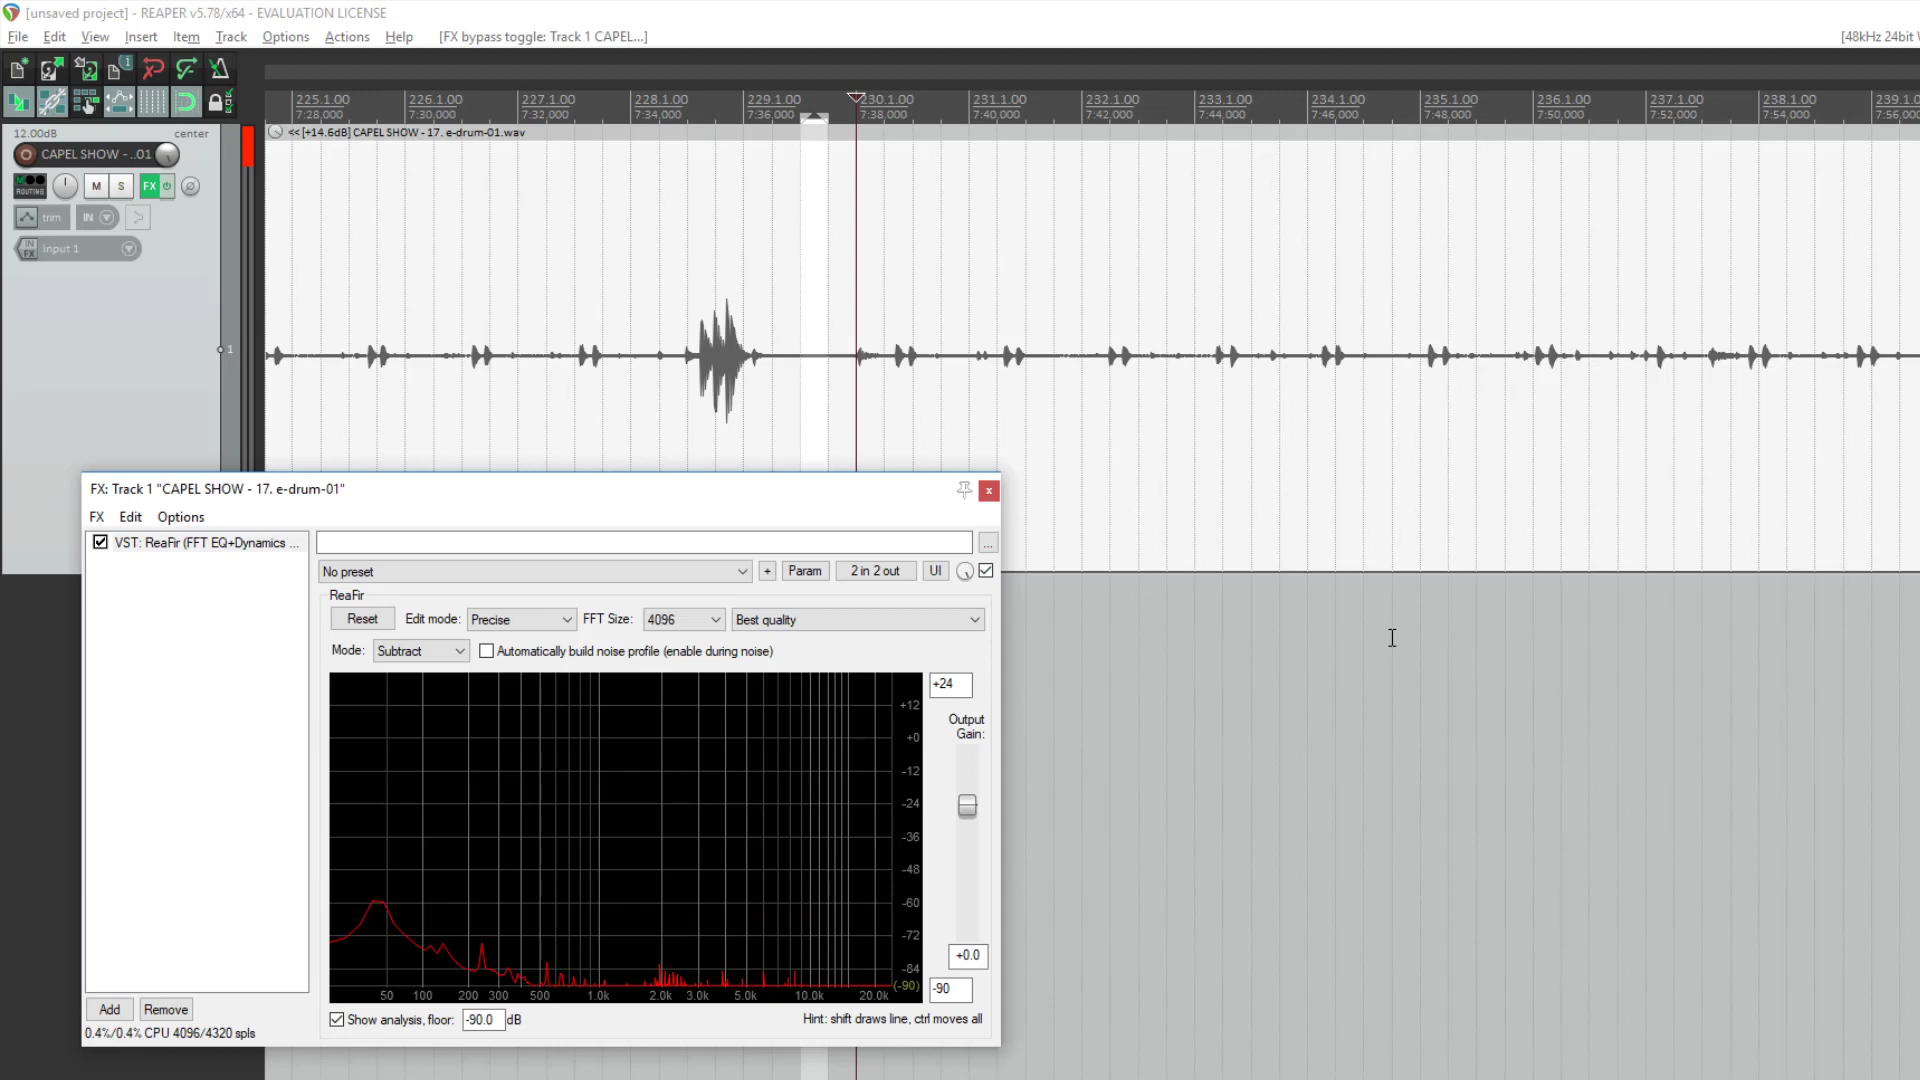 [unsaved project] - REAPER v5.78/x64 - EVALUATION LICENSE
File Edit View Insert Item Track Options Actions Help [FX bypass toggle: Track 1 CAPEL...] [48kHz 24bit
225.1.00 226.1.00 227.1.00 228.1.00 229.1.00 230.1.00 231.1.00 232.1.00 233.1.00 234.1.00 235.1.00 236.1.00 237.1.00 238.1.00 239.1.0
7:28,000 7:30,000 7:32,000 7:34,000 7:36,000 7:38,000 7:40,000 7:42,000 7:44,000 7:46,000 7:48,000 7:50,000 7:52,000 7:54,000 7:56,000
12.00dB center
<< [+14.6dB] CAPEL SHOW - 17. e-drum-01.wav
CAPEL SHOW - ..01
ROUTING M S FX
trim IN
IN FX Input 1
1
FX: Track 1 "CAPEL SHOW - 17. e-drum-01"
FX Edit Options
VST: ReaFir (FFT EQ+Dynamics ...
...
No preset + Param 2 in 2 out UI
ReaFir
Reset Edit mode: Precise FFT Size: 4096 Best quality
Mode: Subtract Automatically build noise profile (enable during noise)
+24
+12
Output Gain:
+0
-12
-24
-36
-48
-60
-72
+0.0
-84
(-90) -90
50 100 200 300 500 1.0k 2.0k 3.0k 5.0k 10.0k 20.0k
Add Remove
Show analysis, floor: -90.0 dB Hint: shift draws line, ctrl moves all
0.4%/0.4% CPU 4096/4320 spls